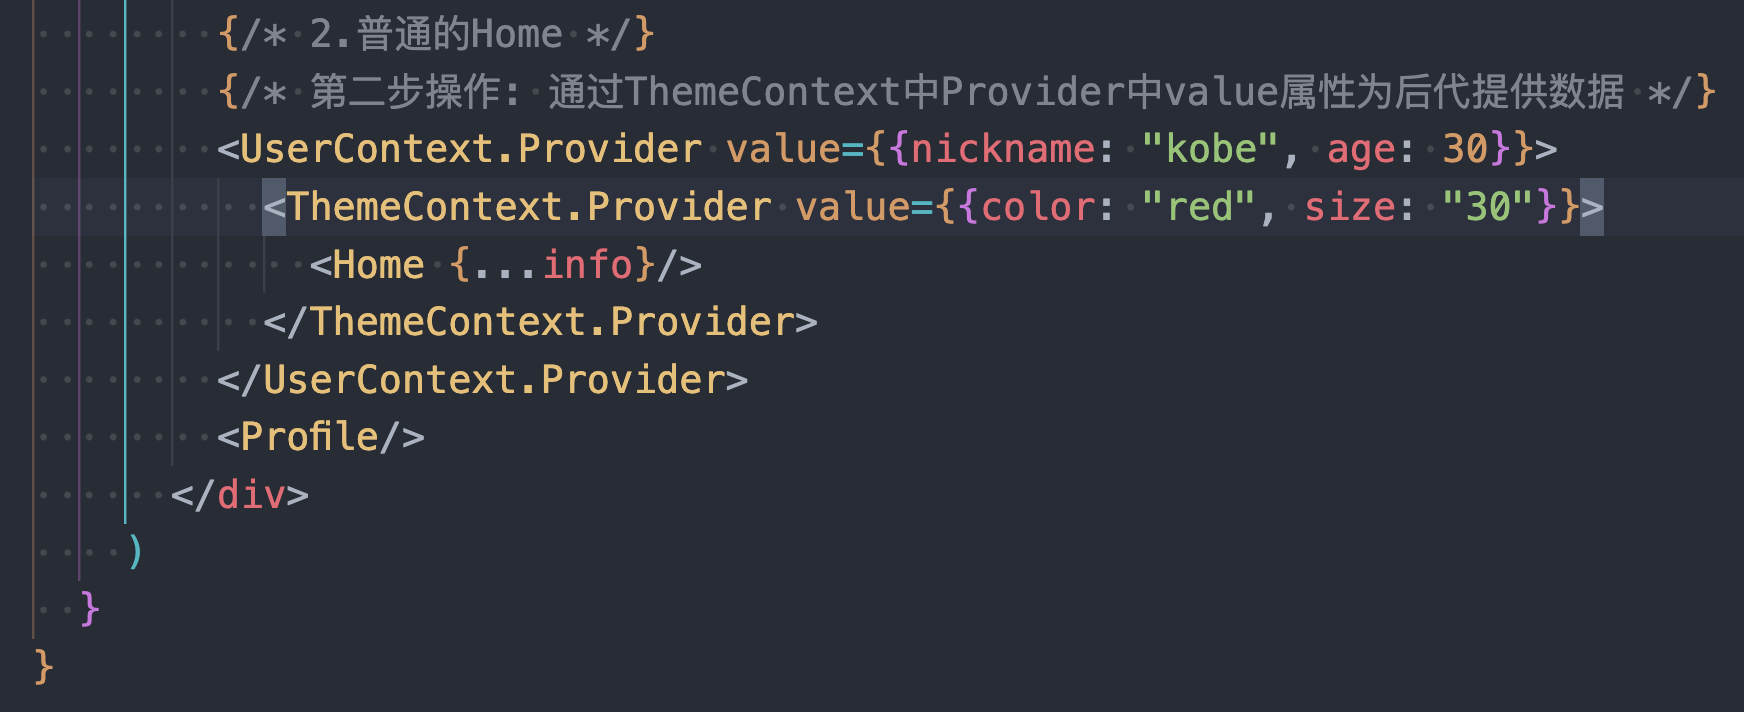 {/* 2.普通的Home */}
{/* 第二步操作: 通过ThemeContext中Provider中value属性为后代提供数据 */}
<UserContext.Provider value={{nickname: "kobe", age: 30}}>
<ThemeContext.Provider value={{color: "red", size: "30"}}>
<Home {...info}/>
</ThemeContext.Provider>
</UserContext.Provider>
<Profile/>
</div>
)
}
}